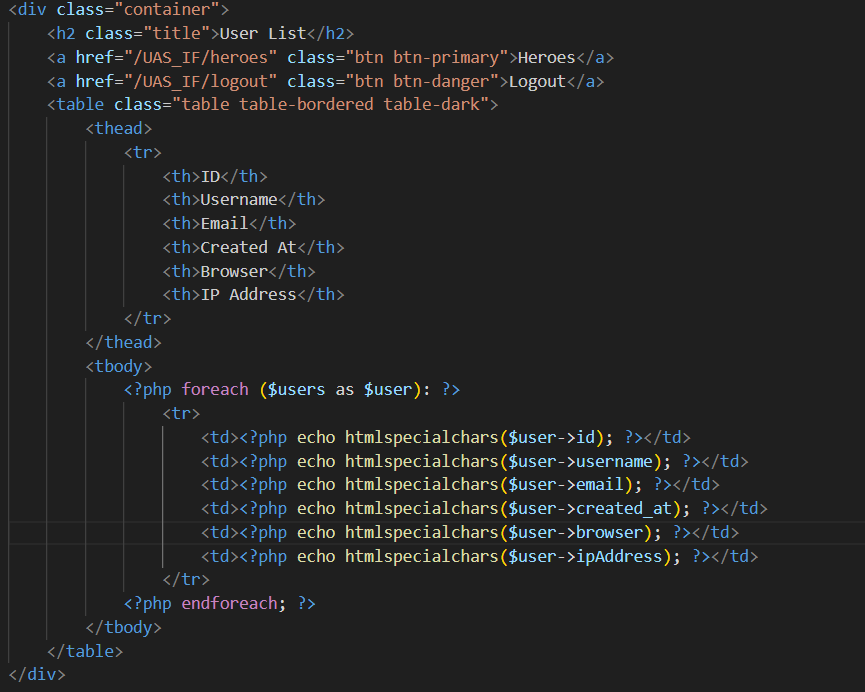 <div class="container">
    <h2 class="title">User List</h2>
    <a href="/UAS_IF/heroes" class="btn btn-primary">Heroes</a>
    <a href="/UAS_IF/logout" class="btn btn-danger">Logout</a>
    <table class="table table-bordered table-dark">
        <thead>
            <tr>
                <th>ID</th>
                <th>Username</th>
                <th>Email</th>
                <th>Created At</th>
                <th>Browser</th>
                <th>IP Address</th>
            </tr>
        </thead>
        <tbody>
            <?php foreach ($users as $user): ?>
                <tr>
                    <td><?php echo htmlspecialchars($user->id); ?></td>
                    <td><?php echo htmlspecialchars($user->username); ?></td>
                    <td><?php echo htmlspecialchars($user->email); ?></td>
                    <td><?php echo htmlspecialchars($user->created_at); ?></td>
                    <td><?php echo htmlspecialchars($user->browser); ?></td>
                    <td><?php echo htmlspecialchars($user->ipAddress); ?></td>
                </tr>
            <?php endforeach; ?>
        </tbody>
    </table>
</div>